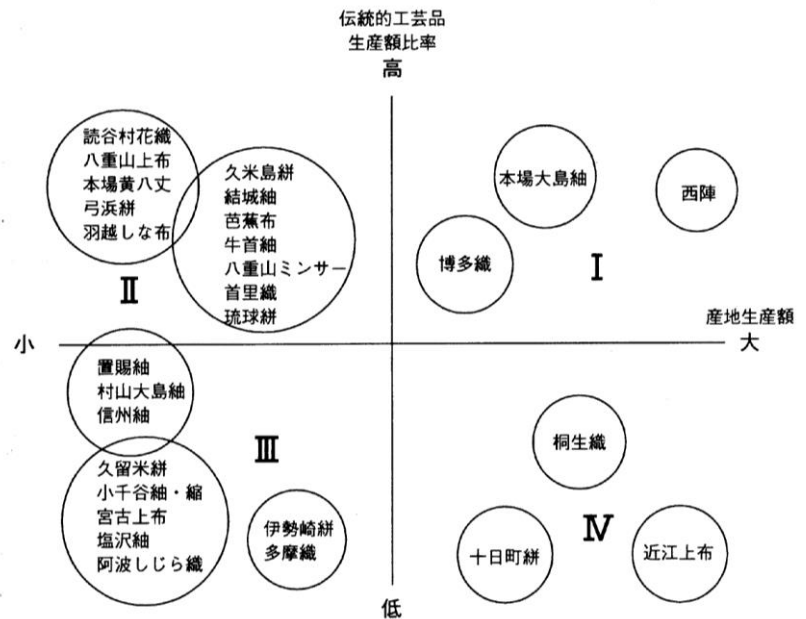 伝統的工芸品
生産額比率
高
読谷村花織
八重山上布
本場黄八丈
弓浜絣
羽越しな布
久米島絣
結城紬
芭蕉布
牛首紬
八重山ミンサー
首里織
琉球絣
Ⅱ
本場大島紬
西陣
博多織
Ⅰ
産地生産額
小
大
置賜紬
村山大島紬
信州紬
久留米絣
小千谷紬・縮
宮古上布
塩沢紬
阿波しじら織
Ⅲ
伊勢崎絣
多摩織
桐生織
十日町絣
Ⅳ
近江上布
低